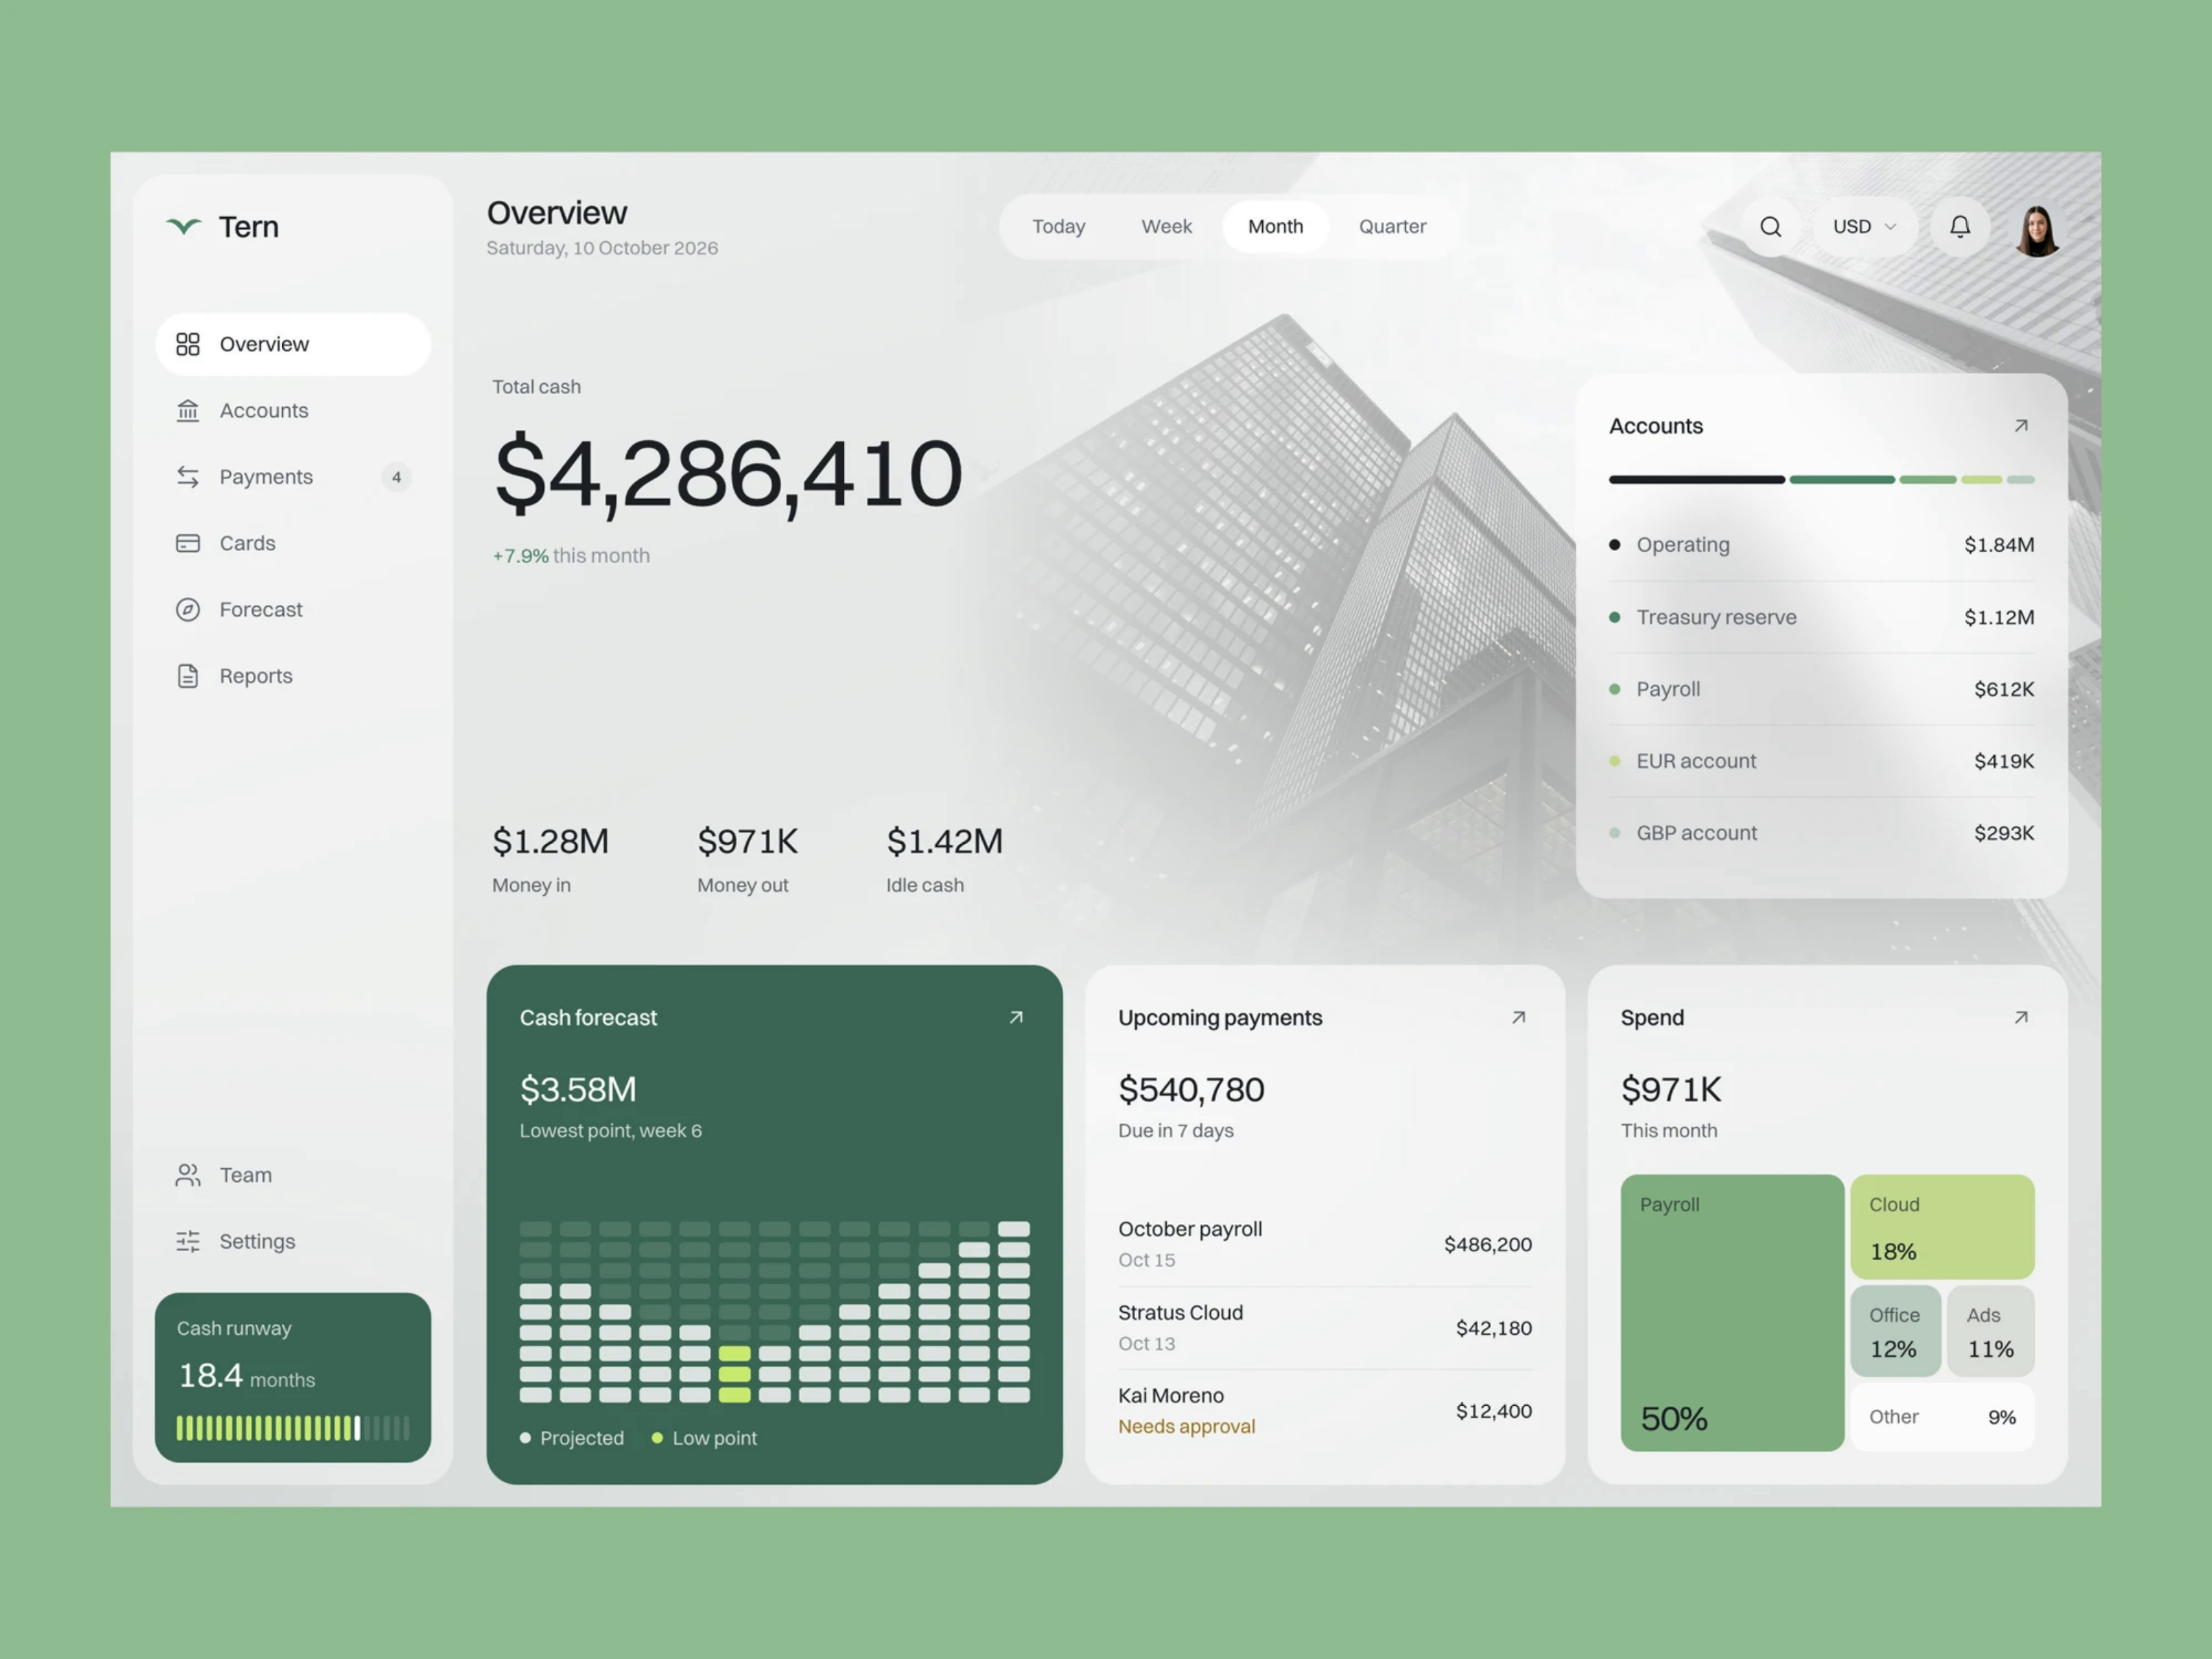 Tern
Overview
Accounts
Payments 4
Cards
Forecast
Reports
Team
Settings
Cash runway
18.4 months
Overview
Saturday, 10 October 2026
Today Week Month Quarter
USD
Total cash
$4,286,410
+7.9% this month
$1.28M
Money in
$971K
Money out
$1.42M
Idle cash
Accounts
Operating $1.84M
Treasury reserve $1.12M
Payroll $612K
EUR account $419K
GBP account $293K
Cash forecast
$3.58M
Lowest point, week 6
Projected Low point
Upcoming payments
$540,780
Due in 7 days
October payroll
Oct 15
$486,200
Stratus Cloud
Oct 13
$42,180
Kai Moreno
Needs approval
$12,400
Spend
$971K
This month
Payroll
50%
Cloud
18%
Office
12%
Ads
11%
Other 9%